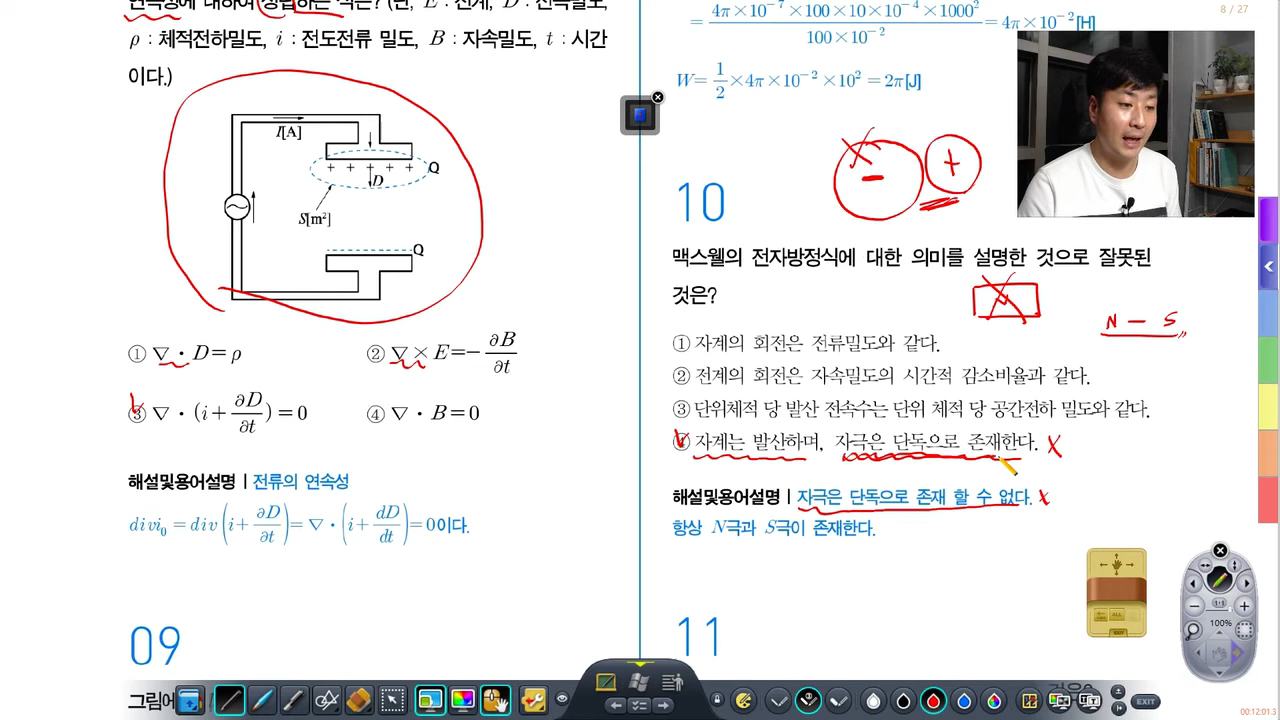 연속성에 대하여 성립하는 식은? (단, E : 전계, D : 전속밀도,
ρ : 체적전하밀도, i : 전도전류 밀도, B : 자속밀도, t : 시간
이다.)
I[A]
+ + + + + Q
D
S[m²]
Q
① ∇・D=ρ ② ∇×E=-∂B/∂t
③ ∇・(i+∂D/∂t)=0 ④ ∇・B=0
해설및용어설명 | 전류의 연속성
div i₀ = div(i+∂D/∂t)=∇・(i+dD/dt)=0이다.
09
= 4π×10⁻⁷×100×10×10⁻⁴×1000² / 100×10⁻² = 4π×10⁻²[H]
W= 1/2 ×4π×10⁻²×10²=2π[J]
- +
10
맥스웰의 전자방정식에 대한 의미를 설명한 것으로 잘못된
것은?
N - S
① 자계의 회전은 전류밀도와 같다.
② 전계의 회전은 자속밀도의 시간적 감소비율과 같다.
③ 단위체적 당 발산 전속수는 단위 체적 당 공간전하 밀도와 같다.
④ 자계는 발산하며, 자극은 단독으로 존재한다. X
해설및용어설명 | 자극은 단독으로 존재 할 수 없다.
항상 N극과 S극이 존재한다.
11
8 / 27
100%
EXIT
00:12:01.3